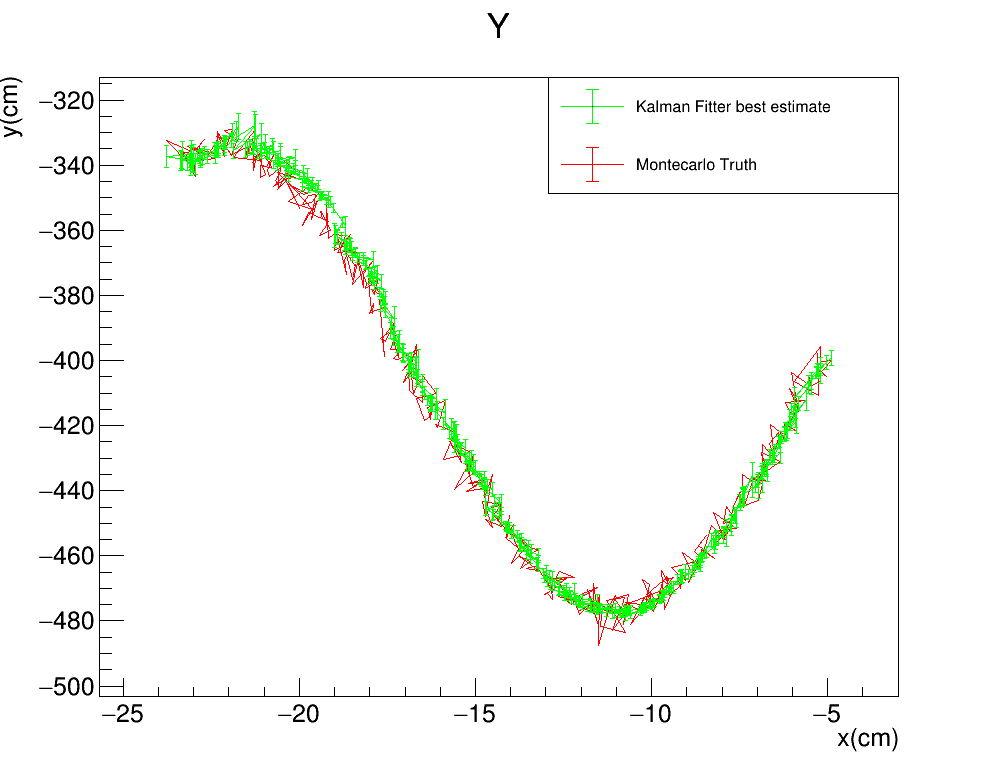 Y
y(cm)
Kalman Fitter best estimate
Montecarlo Truth
−320
−340
−360
−380
−400
−420
−440
−460
−480
−500
−25 −20 −15 −10 −5
x(cm)